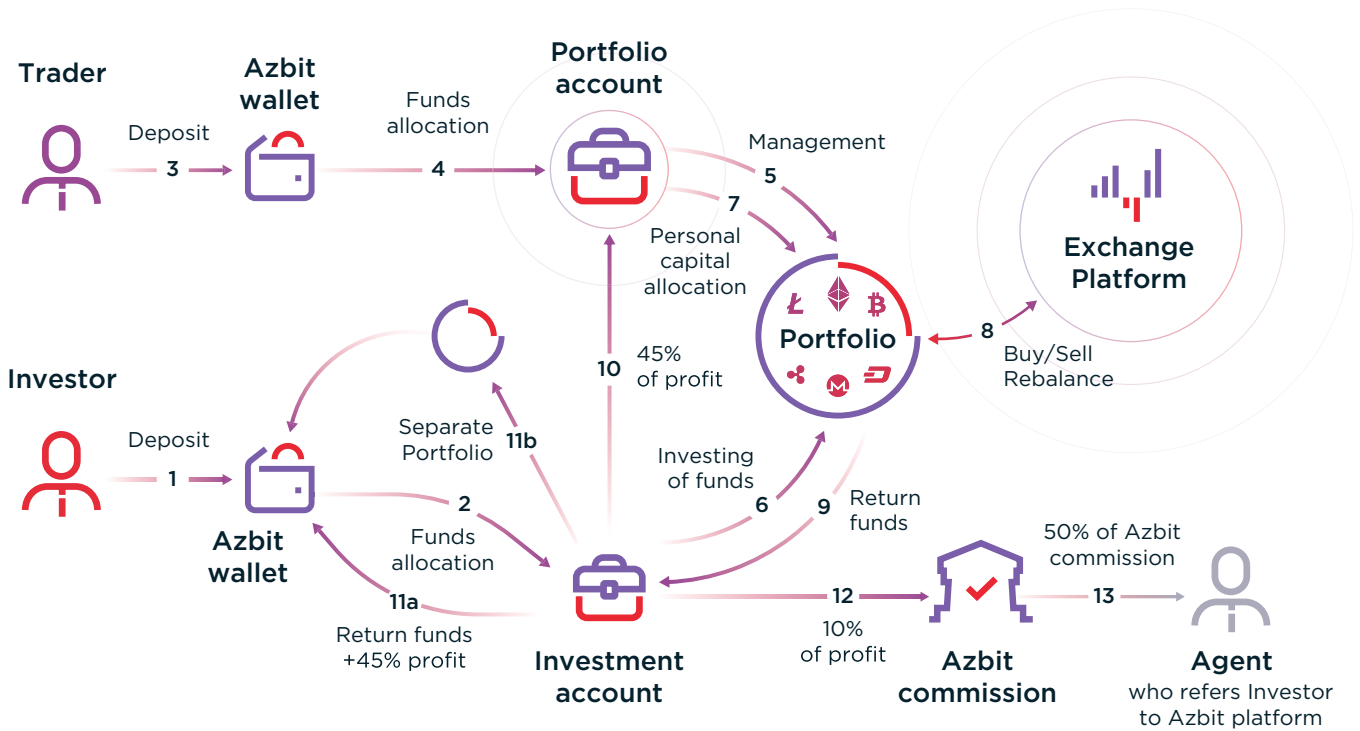 Trader
Deposit
3
Azbit
wallet
Funds
allocation
4
Portfolio
account
Management
5
7
Personal
capital
allocation
Portfolio
Exchange
Platform
8
Buy/Sell
Rebalance
Investor
Deposit
1
Azbit
wallet
Separate
Portfolio
11b
10
45%
of profit
2
Funds
allocation
Investing
of funds
6
9
Return
funds
11a
Return funds
+45% profit
Investment
account
12
10%
of profit
Azbit
commission
50% of Azbit
commission
13
Agent
who refers Investor
to Azbit platform